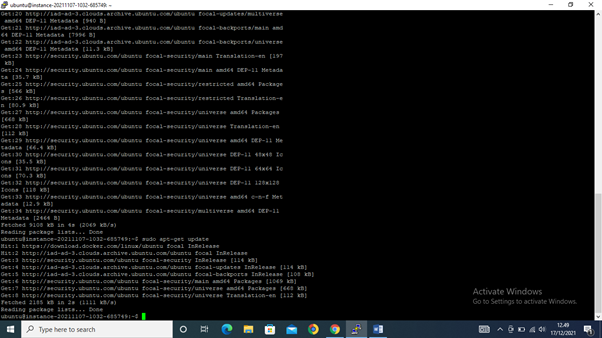 ubuntu@instance-20211107-1032-685749: ~
Get:20 http://iad-ad-3.clouds.archive.ubuntu.com/ubuntu focal-updates/multiverse
amd64 DEP-11 Metadata [940 B]
Get:21 http://iad-ad-3.clouds.archive.ubuntu.com/ubuntu focal-backports/main amd
64 DEP-11 Metadata [7996 B]
Get:22 http://iad-ad-3.clouds.archive.ubuntu.com/ubuntu focal-backports/universe
amd64 DEP-11 Metadata [11.3 kB]
Get:23 http://security.ubuntu.com/ubuntu focal-security/main Translation-en [197
kB]
Get:24 http://security.ubuntu.com/ubuntu focal-security/main amd64 DEP-11 Metada
ta [35.7 kB]
Get:25 http://security.ubuntu.com/ubuntu focal-security/restricted amd64 Package
s [566 kB]
Get:26 http://security.ubuntu.com/ubuntu focal-security/restricted Translation-e
n [80.9 kB]
Get:27 http://security.ubuntu.com/ubuntu focal-security/universe amd64 Packages
[668 kB]
Get:28 http://security.ubuntu.com/ubuntu focal-security/universe Translation-en
[112 kB]
Get:29 http://security.ubuntu.com/ubuntu focal-security/universe amd64 DEP-11 Me
tadata [66.4 kB]
Get:30 http://security.ubuntu.com/ubuntu focal-security/universe DEP-11 48x48 Ic
ons [35.5 kB]
Get:31 http://security.ubuntu.com/ubuntu focal-security/universe DEP-11 64x64 Ic
ons [70.3 kB]
Get:32 http://security.ubuntu.com/ubuntu focal-security/universe DEP-11 128x128
Icons [118 kB]
Get:33 http://security.ubuntu.com/ubuntu focal-security/universe amd64 c-n-f Met
adata [12.9 kB]
Get:34 http://security.ubuntu.com/ubuntu focal-security/multiverse amd64 DEP-11
Metadata [2464 B]
Fetched 9108 kB in 4s (2069 kB/s)
Reading package lists... Done
ubuntu@instance-20211107-1032-685749:~$ sudo apt-get update
Hit:1 https://download.docker.com/linux/ubuntu focal InRelease
Hit:2 http://iad-ad-3.clouds.archive.ubuntu.com/ubuntu focal InRelease
Get:3 http://security.ubuntu.com/ubuntu focal-security InRelease [114 kB]
Get:4 http://iad-ad-3.clouds.archive.ubuntu.com/ubuntu focal-updates InRelease [114 kB]
Get:5 http://iad-ad-3.clouds.archive.ubuntu.com/ubuntu focal-backports InRelease [108 kB]
Get:6 http://security.ubuntu.com/ubuntu focal-security/main amd64 Packages [1069 kB]
Get:7 http://security.ubuntu.com/ubuntu focal-security/universe amd64 Packages [668 kB]
Get:8 http://security.ubuntu.com/ubuntu focal-security/universe Translation-en [112 kB]
Fetched 2185 kB in 2s (1111 kB/s)
Reading package lists... Done
ubuntu@instance-20211107-1032-685749:~$
Activate Windows
Go to Settings to activate Windows.
Type here to search
12.49
17/12/2021